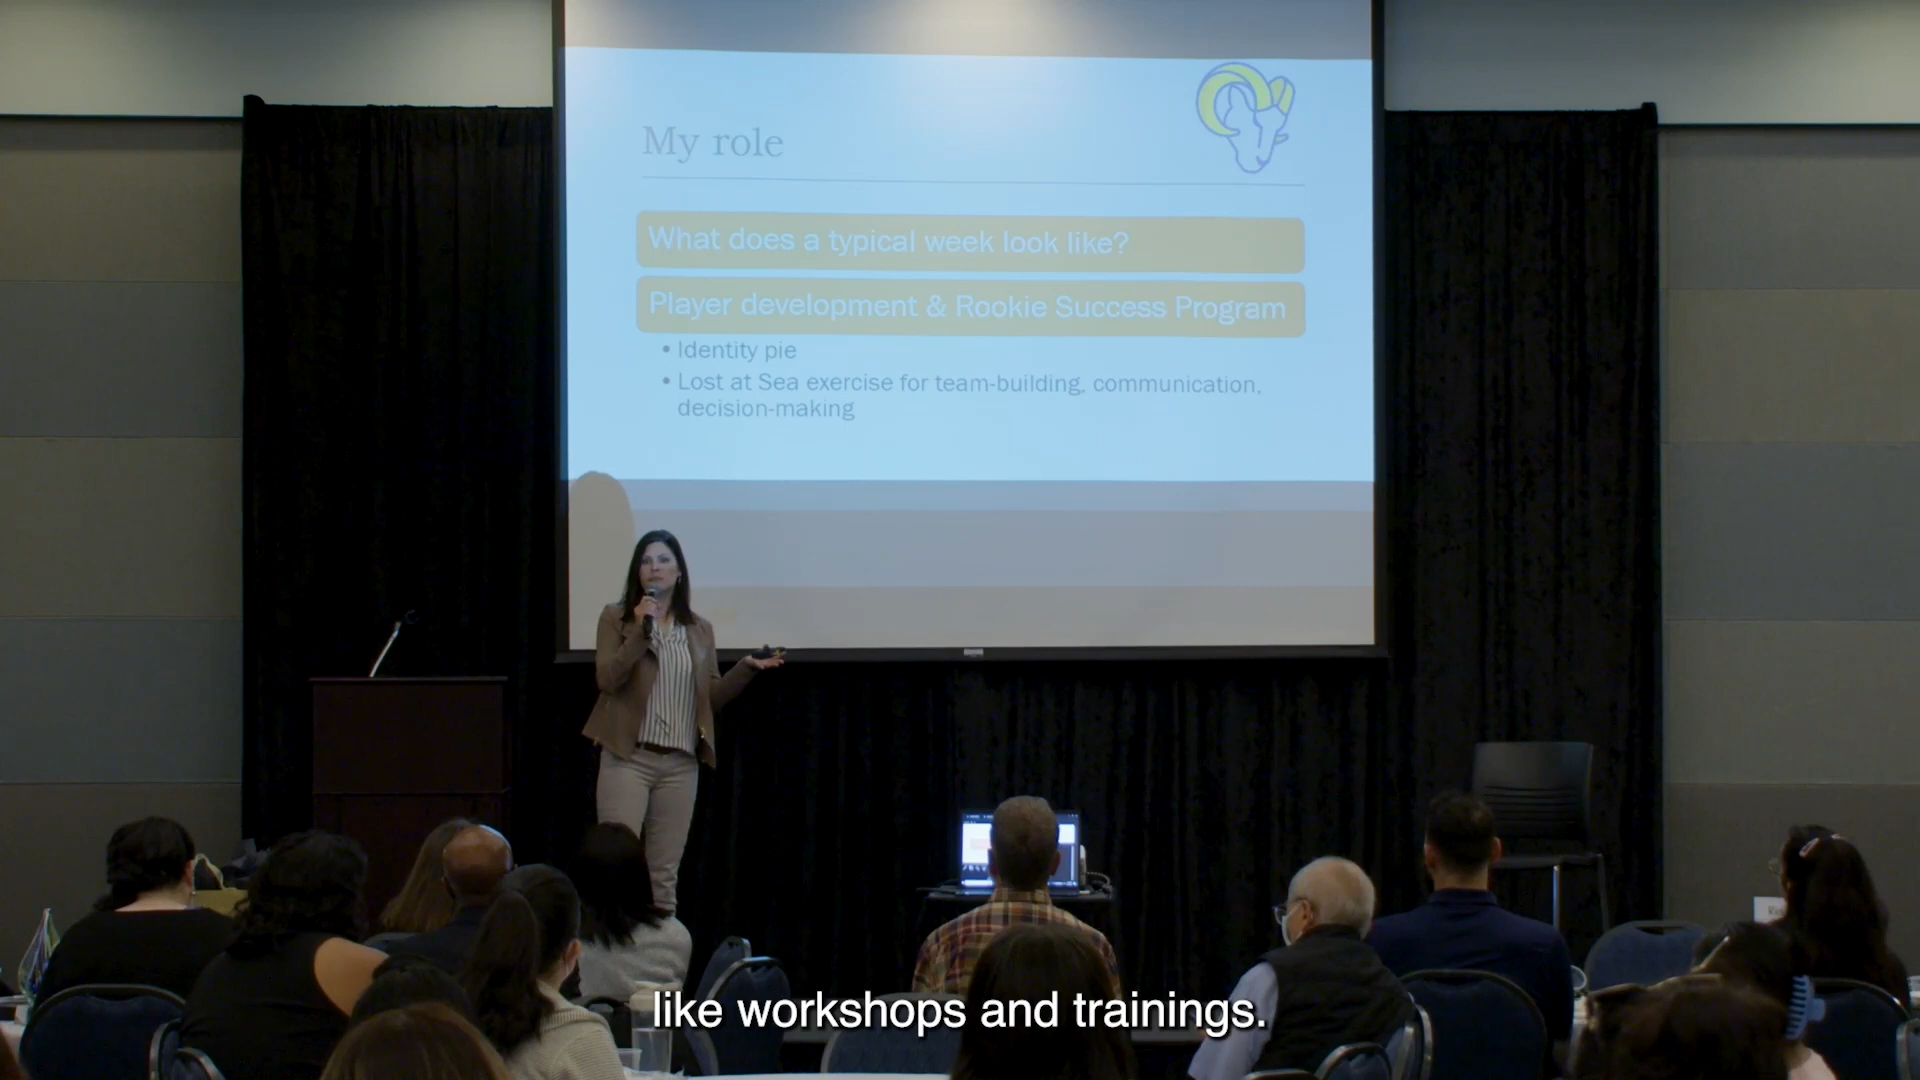 My role
What does a typical week look like?
Player development & Rookie Success Program
• Identity pie
• Lost at Sea exercise for team-building, communication,
decision-making
like workshops and trainings.